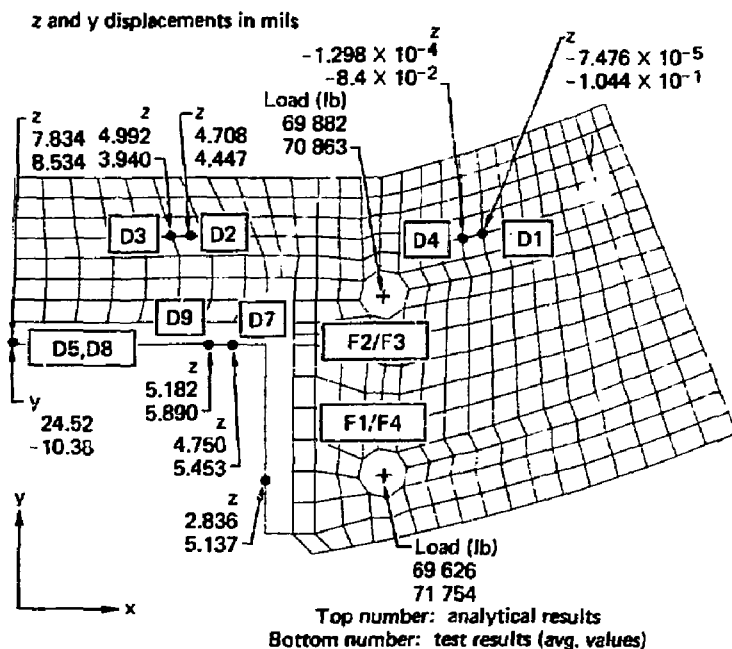 z and y displacements in mils
z
-1.298 X 10-4
-8.4 X 10-2
z
-7.476 X 10-5
-1.044 X 10-1
Load (lb)
69 882
70 863
z
7.834
8.534
z
4.992
3.940
z
4.708
4.447
D3
D2
D4
D1
D9
D7
D5,D8
F2/F3
F1/F4
y
24.52
-10.38
z
5.182
5.890
z
4.750
5.453
z
2.836
5.137
Load (lb)
69 626
71 754
y
x
Top number: analytical results
Bottom number: test results (avg. values)